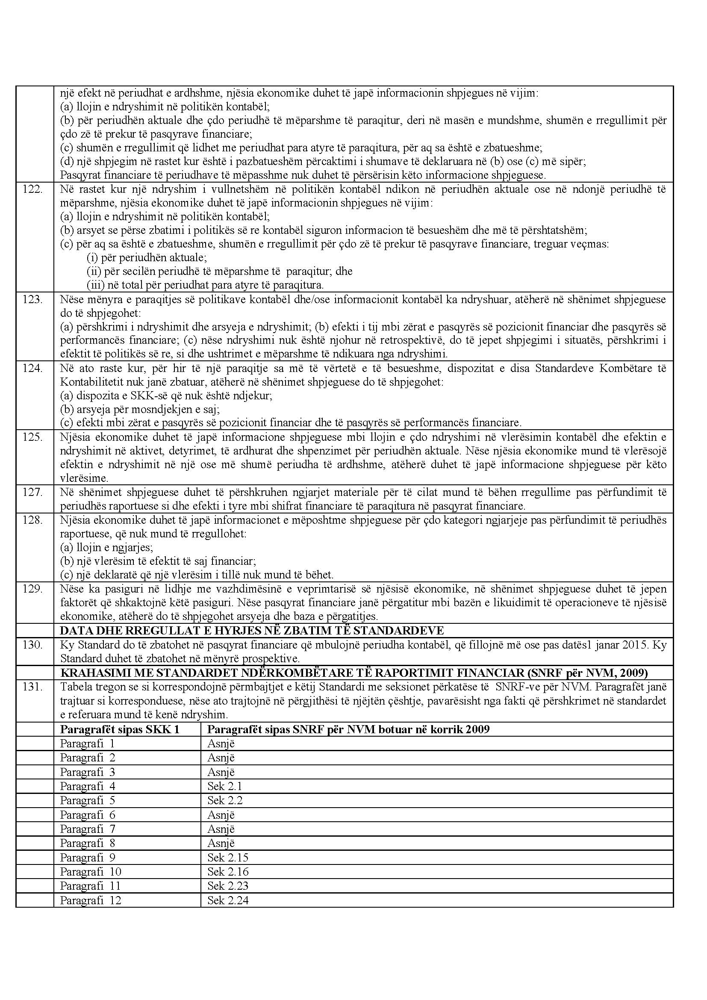 një efekt në periudhat e ardhshme, njësia ekonomike duhet të japë informacionin shpjegues në vijim:
(a) llojin e ndryshimit në politikën kontabël;
(b) për periudhën aktuale dhe çdo periudhë të mëparshme të paraqitur, deri në masën e mundshme, shumën e rregullimit për
çdo zë të prekur të pasqyrave financiare;
(c) shumën e rregullimit që lidhet me periudhat para atyre të paraqitura, për aq sa është e zbatueshme;
(d) një shpjegim në rastet kur është i pazbatueshëm përcaktimi i shumave të deklaruara në (b) ose (c) më sipër;
Pasqyrat financiare të periudhave të mëpasshme nuk duhet të përsërisin këto informacione shpjeguese.
122. Në rastet kur një ndryshim i vullnetshëm në politikën kontabël ndikon në periudhën aktuale ose në ndonjë periudhë të
mëparshme, njësia ekonomike duhet të japë informacionin shpjegues në vijim:
(a) llojin e ndryshimit në politikën kontabël;
(b) arsyet se përse zbatimi i politikës së re kontabël siguron informacion të besueshëm dhe më të përshtatshëm;
(c) për aq sa është e zbatueshme, shumën e rregullimit për çdo zë të prekur të pasqyrave financiare, treguar veçmas:
(i) për periudhën aktuale;
(ii) për secilën periudhë të mëparshme të  paraqitur; dhe
(iii) në total për periudhat para atyre të paraqitura.
123. Nëse mënyra e paraqitjes së politikave kontabël dhe/ose informacionit kontabël ka ndryshuar, atëherë në shënimet shpjeguese
do të shpjegohet:
(a) përshkrimi i ndryshimit dhe arsyeja e ndryshimit; (b) efekti i tij mbi zërat e pasqyrës së pozicionit financiar dhe pasqyrës së
performancës financiare; (c) nëse ndryshimi nuk është njohur në retrospektivë, do të jepet shpjegimi i situatës, përshkrimi i
efektit të politikës së re, si dhe ushtrimet e mëparshme të ndikuara nga ndryshimi.
124. Në ato raste kur, për hir të një paraqitje sa më të vërtetë e të besueshme, dispozitat e disa Standardeve Kombëtare të
Kontabilitetit nuk janë zbatuar, atëherë në shënimet shpjeguese do të shpjegohet:
(a) dispozita e SKK-së që nuk është ndjekur;
(b) arsyeja për mosndjekjen e saj;
(c) efekti mbi zërat e pasqyrës së pozicionit financiar dhe të pasqyrës së performancës financiare.
125. Njësia ekonomike duhet të japë informacione shpjeguese mbi llojin e çdo ndryshimi në vlerësimin kontabël dhe efektin e
ndryshimit në aktivet, detyrimet, të ardhurat dhe shpenzimet për periudhën aktuale. Nëse njësia ekonomike mund të vlerësojë
efektin e ndryshimit në një ose më shumë periudha të ardhshme, atëherë duhet të japë informacione shpjeguese për këto
vlerësime.
127. Në shënimet shpjeguese duhet të përshkruhen ngjarjet materiale për të cilat mund të bëhen rregullime pas përfundimit të
periudhës raportuese si dhe efekti i tyre mbi shifrat financiare të paraqitura në pasqyrat financiare.
128. Njësia ekonomike duhet të japë informacionet e mëposhtme shpjeguese për çdo kategori ngjarjeje pas përfundimit të periudhës
raportuese, që nuk mund të rregullohet:
(a) llojin e ngjarjes;
(b) një vlerësim të efektit të saj financiar;
(c) një deklaratë që një vlerësim i tillë nuk mund të bëhet.
129. Nëse ka pasiguri në lidhje me vazhdimësinë e veprimtarisë së njësisë ekonomike, në shënimet shpjeguese duhet të jepen
faktorët që shkaktojnë këtë pasiguri. Nëse pasqyrat financiare janë përgatitur mbi bazën e likuidimit të operacioneve të njësisë
ekonomike, atëherë do të shpjegohet arsyeja dhe baza e përgatitjes.
DATA DHE RREGULLAT E HYRJES NË ZBATIM TË STANDARDEVE
130. Ky Standard do të zbatohet në pasqyrat financiare që mbulojnë periudha kontabël, që fillojnë më ose pas datës1 janar 2015. Ky
Standard duhet të zbatohet në mënyrë prospektive.
KRAHASIMI ME STANDARDET NDËRKOMBËTARE TË RAPORTIMIT FINANCIAR (SNRF për NVM, 2009)
131. Tabela tregon se si korrespondojnë përmbajtjet e këtij Standardi me seksionet përkatëse të  SNRF-ve për NVM. Paragrafët janë
trajtuar si korresponduese, nëse ato trajtojnë në përgjithësi të njëjtën çështje, pavarësisht nga fakti që përshkrimet në standardet
e referuara mund të kenë ndryshim.
Paragrafët sipas SKK 1 Paragrafët sipas SNRF për NVM botuar në korrik 2009
Paragrafi  1 Asnjë
Paragrafi  2 Asnjë
Paragrafi  3 Asnjë
Paragrafi  4 Sek 2.1
Paragrafi  5 Sek 2.2
Paragrafi  6 Asnjë
Paragrafi  7 Asnjë
Paragrafi  8 Asnjë
Paragrafi  9 Sek 2.15
Paragrafi  10 Sek 2.16
Paragrafi  11 Sek 2.23
Paragrafi  12 Sek 2.24